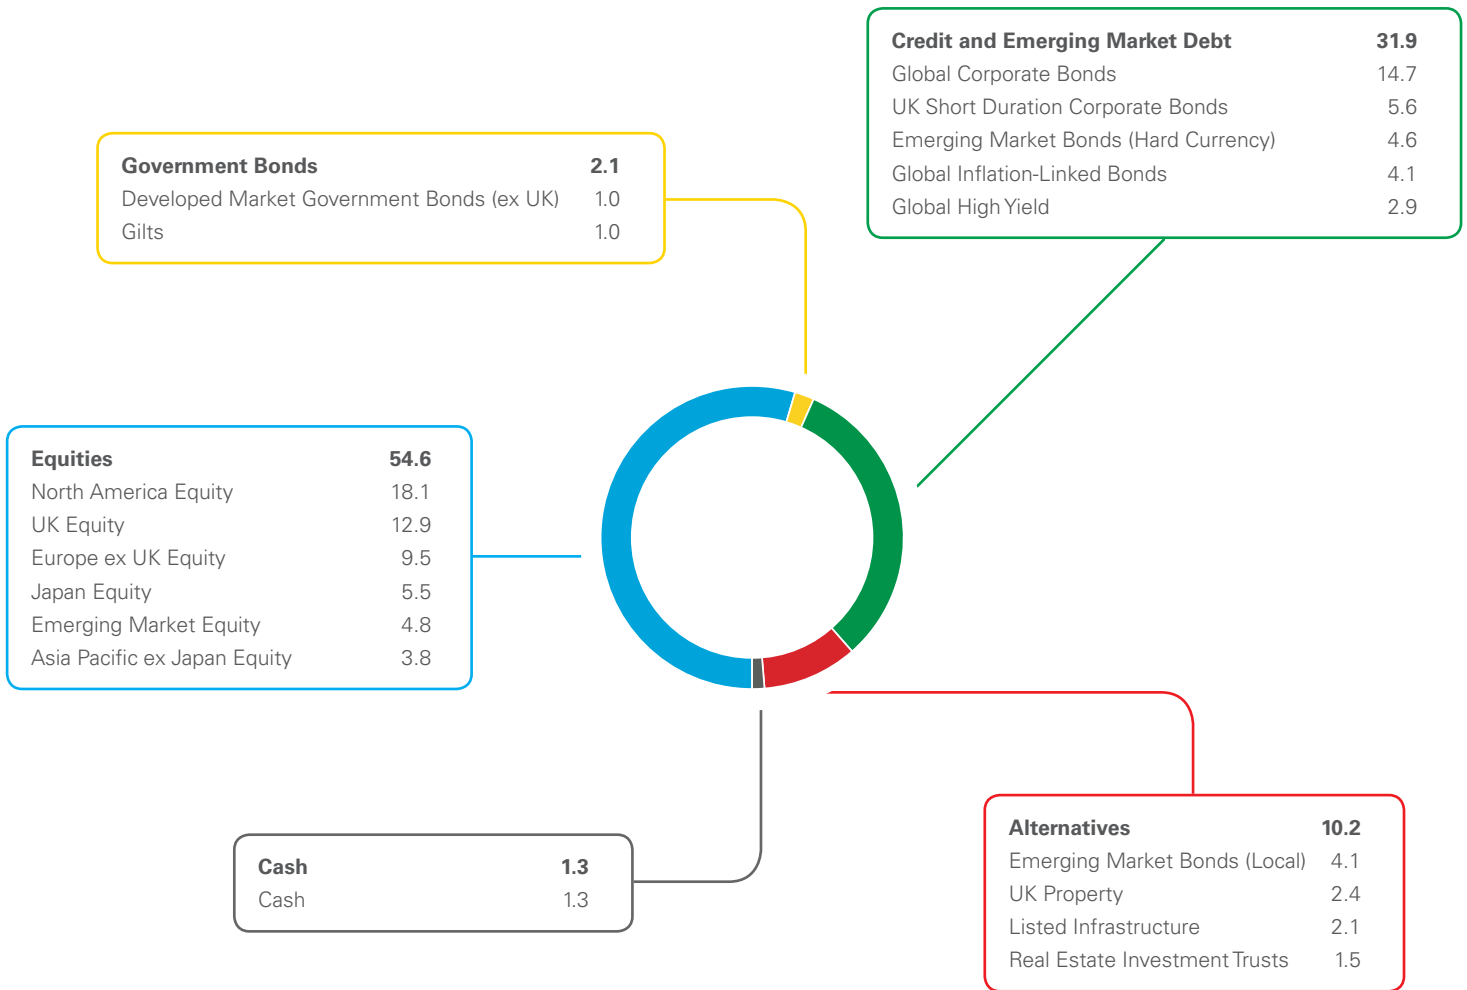 Credit and Emerging Market Debt 31.9
Global Corporate Bonds 14.7
UK Short Duration Corporate Bonds 5.6
Emerging Market Bonds (Hard Currency) 4.6
Global Inflation-Linked Bonds 4.1
Global High Yield 2.9
Government Bonds 2.1
Developed Market Government Bonds (ex UK) 1.0
Gilts 1.0
Equities 54.6
North America Equity 18.1
UK Equity 12.9
Europe ex UK Equity 9.5
Japan Equity 5.5
Emerging Market Equity 4.8
Asia Pacific ex Japan Equity 3.8
Cash 1.3
Cash 1.3
Alternatives 10.2
Emerging Market Bonds (Local) 4.1
UK Property 2.4
Listed Infrastructure 2.1
Real Estate Investment Trusts 1.5